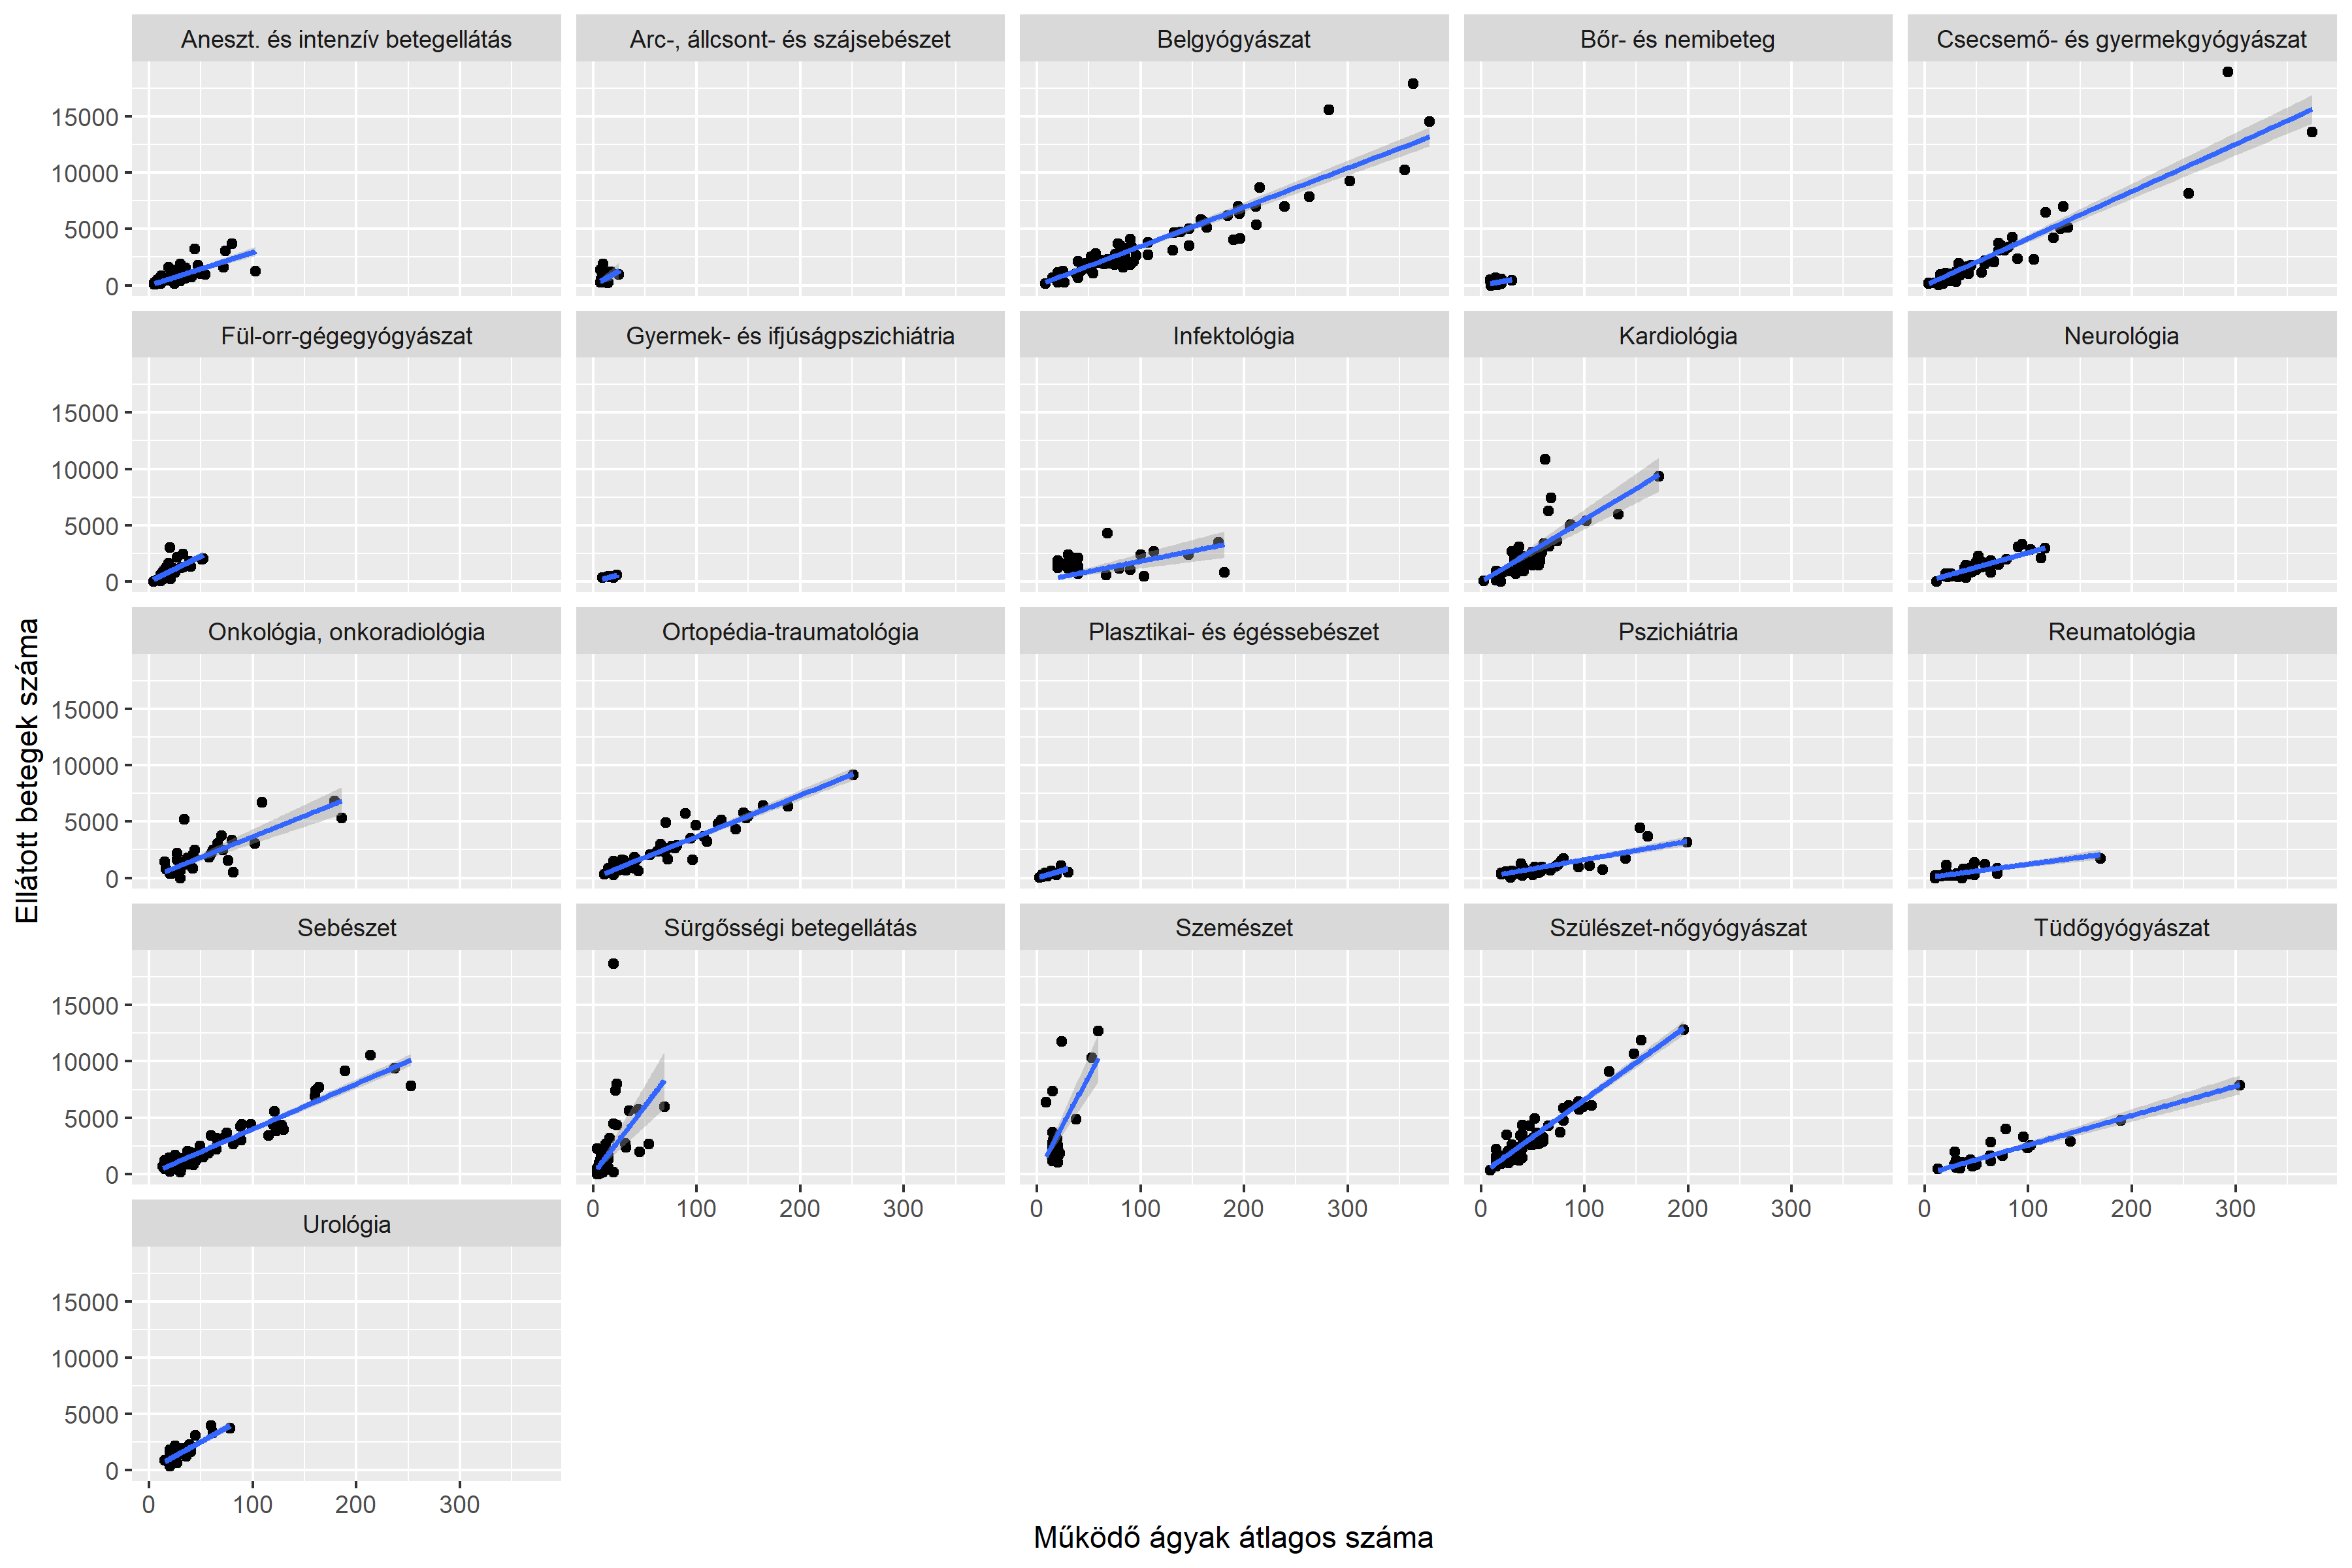 Aneszt. és intenzív betegellátás
Arc-, állcsont- és szájsebészet
Belgyógyászat
Bőr- és nemibeteg
Csecsemő- és gyermekgyógyászat
15000
10000
5000
0
Fül-orr-gégegyógyászat
Gyermek- és ifjúságpszichiátria
Infektológia
Kardiológia
Neurológia
15000
10000
5000
0
Onkológia, onkoradiológia
Ortopédia-traumatológia
Plasztikai- és égéssebészet
Pszichiátria
Reumatológia
15000
10000
5000
0
Ellátott betegek száma
Sebészet
Sürgősségi betegellátás
Szemészet
Szülészet-nőgyógyászat
Tüdőgyógyászat
15000
10000
5000
0
0 100 200 300
0 100 200 300
0 100 200 300
0 100 200 300
Urológia
15000
10000
5000
0
0 100 200 300
Működő ágyak átlagos száma